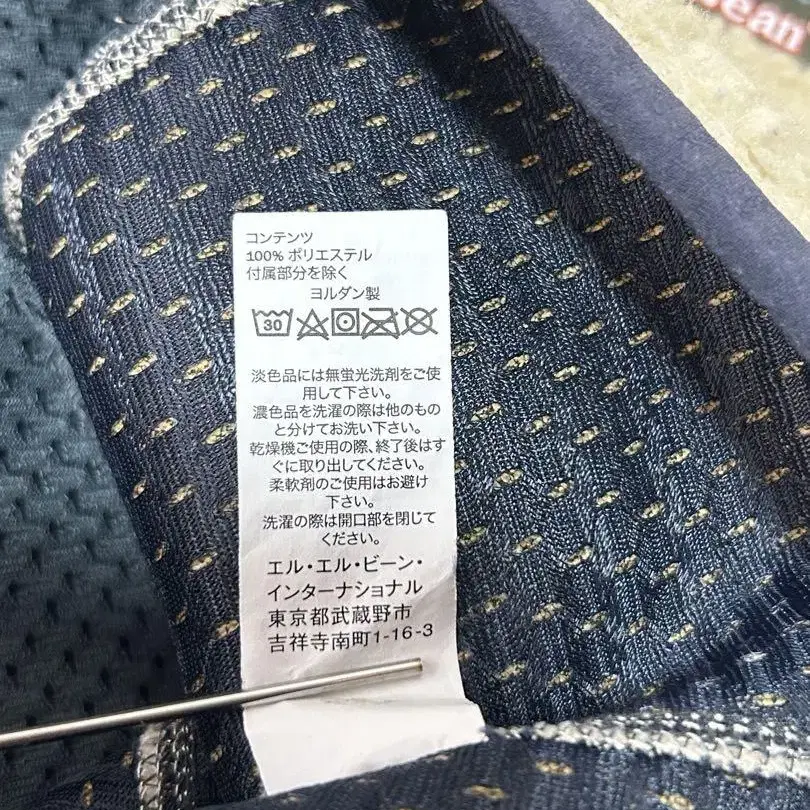 コンテンツ
100% ポリエステル
付属部分を除く
ヨルダン製
30
淡色品には無蛍光洗剤をご使
用して下さい。
濃色品を洗濯の際は他のもの
と分けてお洗い下さい。
乾燥機ご使用の際、終了後はす
ぐに取り出してください。
柔軟剤のご使用はお避け
下さい。
洗濯の際は開口部を閉じて
ください。
エル・エル・ビーン・
インターナショナル
東京都武蔵野市
吉祥寺南町1-16-3